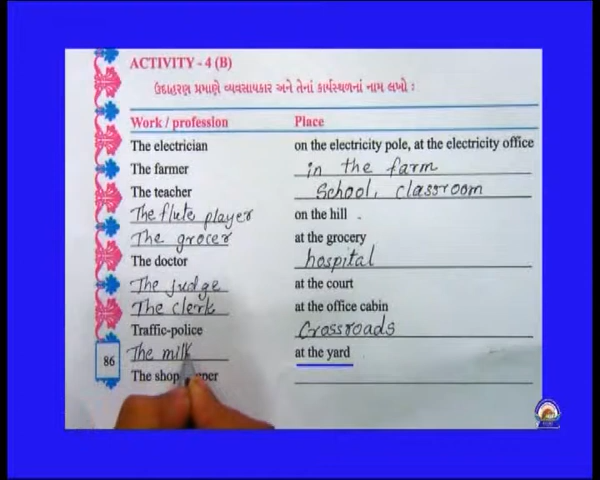 ACTIVITY - 4 (B)
ઉદાહરણ પ્રમાણે વ્યવસાયકાર અને તેનાં કાર્યસ્થળનાં નામ લખો :
Work / profession Place
The electrician on the electricity pole, at the electricity office
The farmer in the farm
The teacher School, classroom
The flute player on the hill
The grocer at the grocery
The doctor hospital
The judge at the court
The clerk at the office cabin
Traffic-police Crossroads
The milk at the yard
86
The